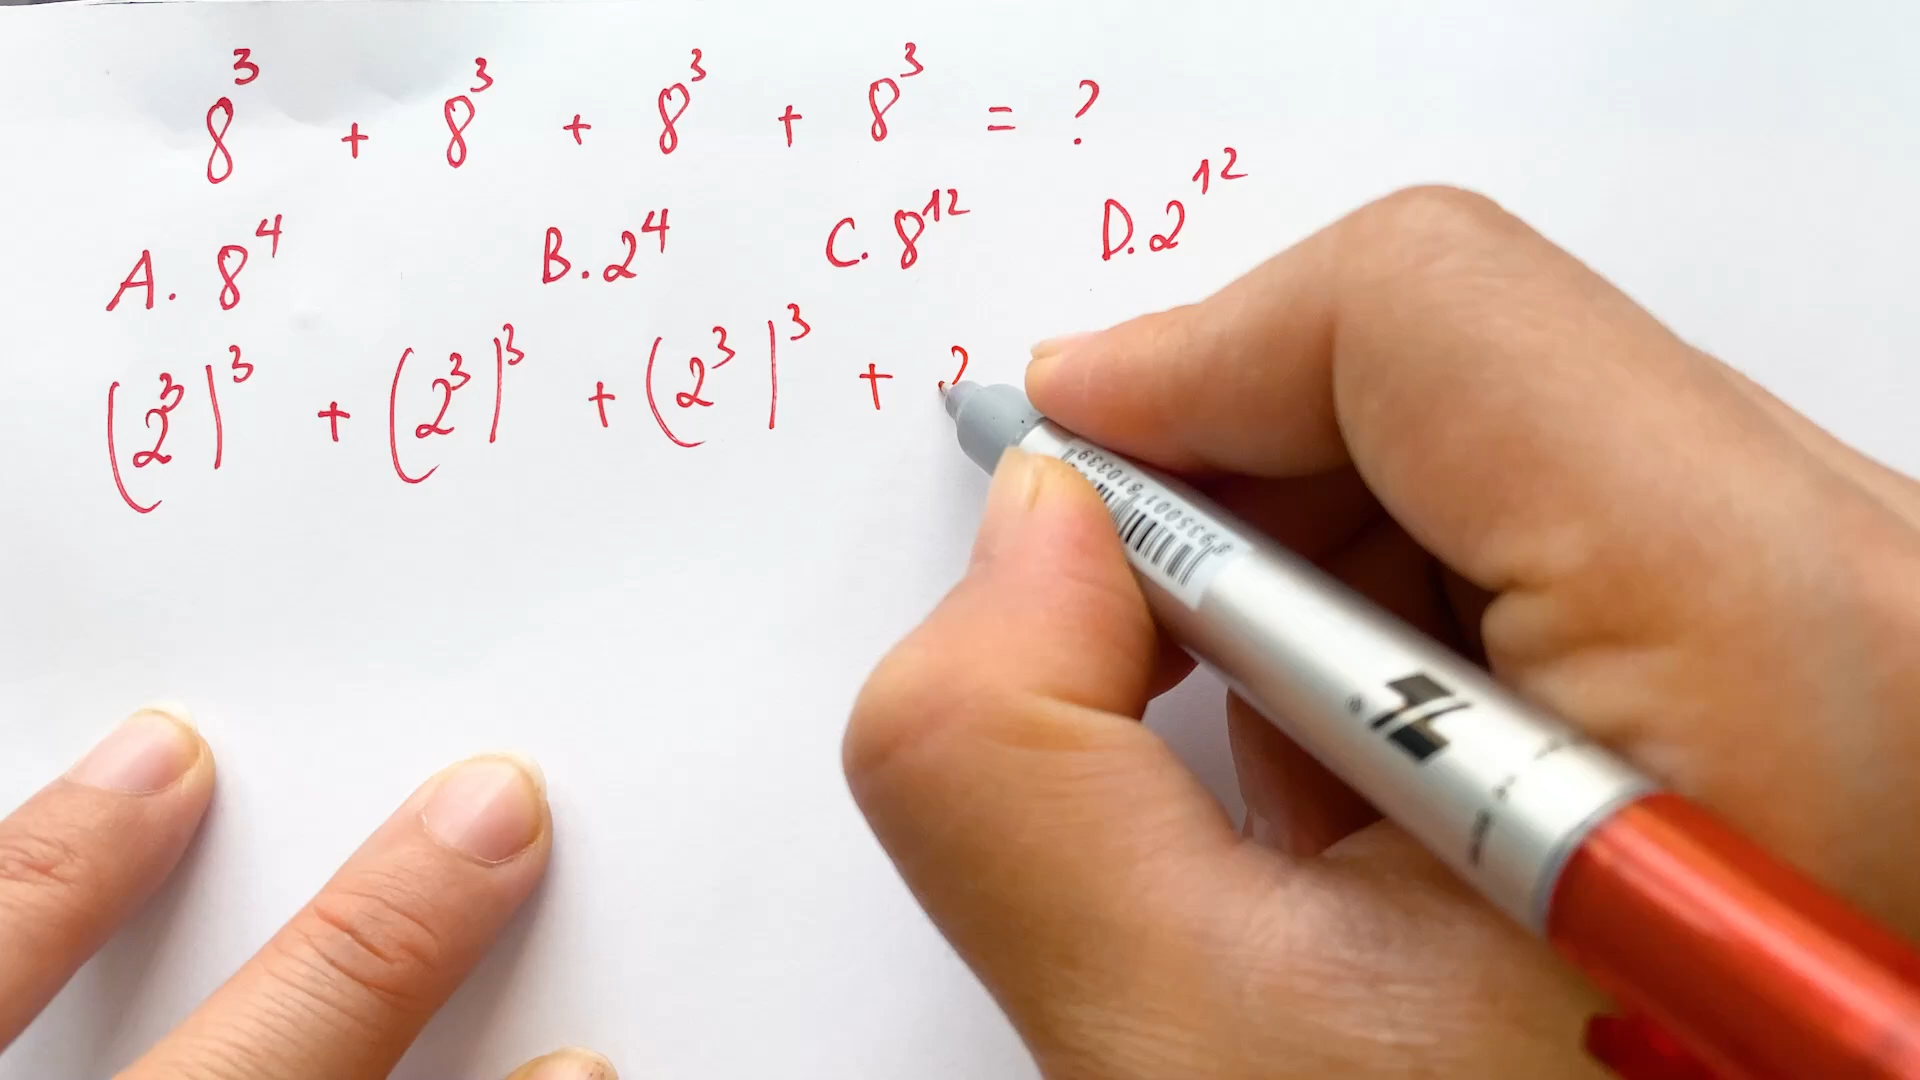 8³ + 8³ + 8³ + 8³ = ?
A. 8⁴ B. 2⁴ C. 8¹² D. 2¹²
(2³)³ + (2³)³ + (2³)³ + 2